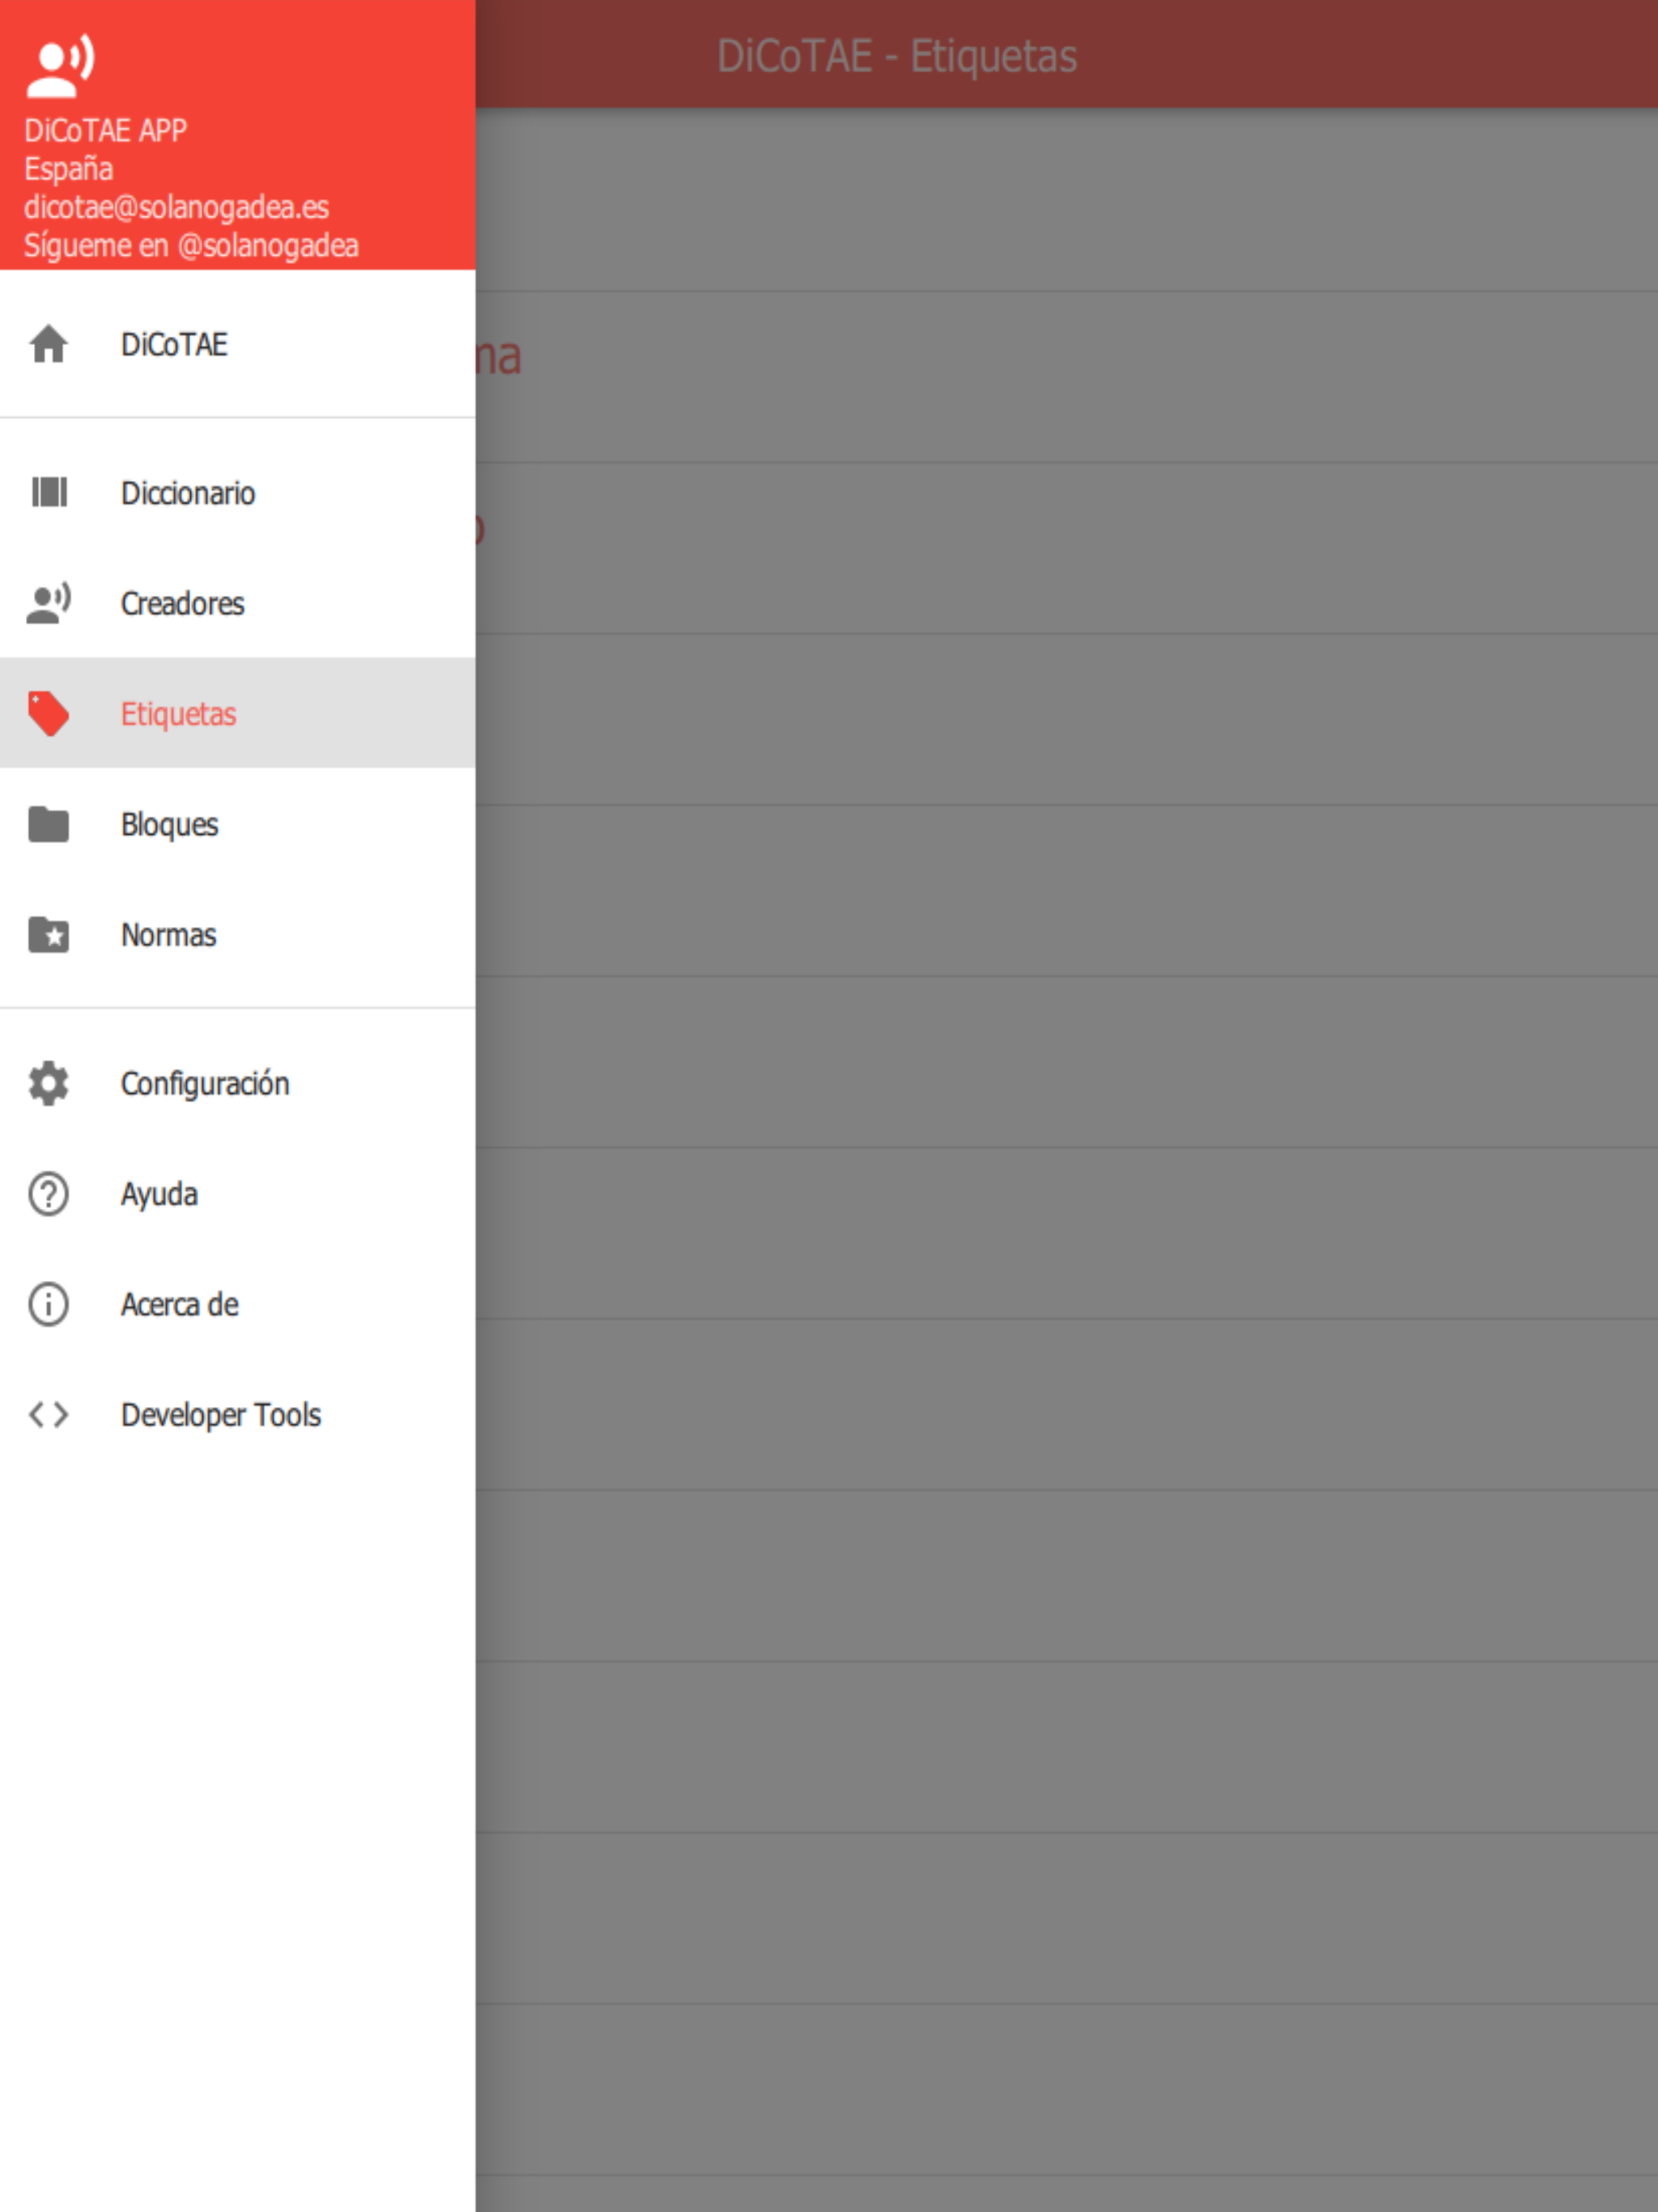 DiCoTAE - Etiquetas
DiCoTAE APP
España
dicotae@solanogadea.es
Sígueme en @solanogadea
DiCoTAE
Diccionario
Creadores
Etiquetas
Bloques
Normas
Configuración
Ayuda
Acerca de
Developer Tools